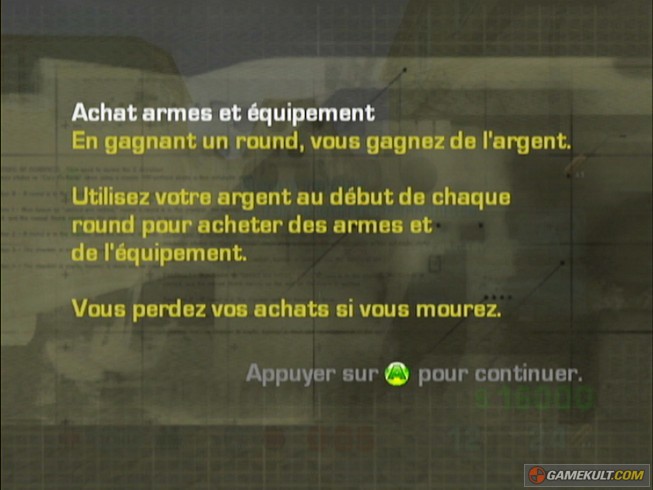 Achat armes et équipement
En gagnant un round, vous gagnez de l'argent.
Utilisez votre argent au début de chaque
round pour acheter des armes et
de l'équipement.
Vous perdez vos achats si vous mourez.
Appuyer sur A pour continuer.
$16000
GAMEKULT.COM